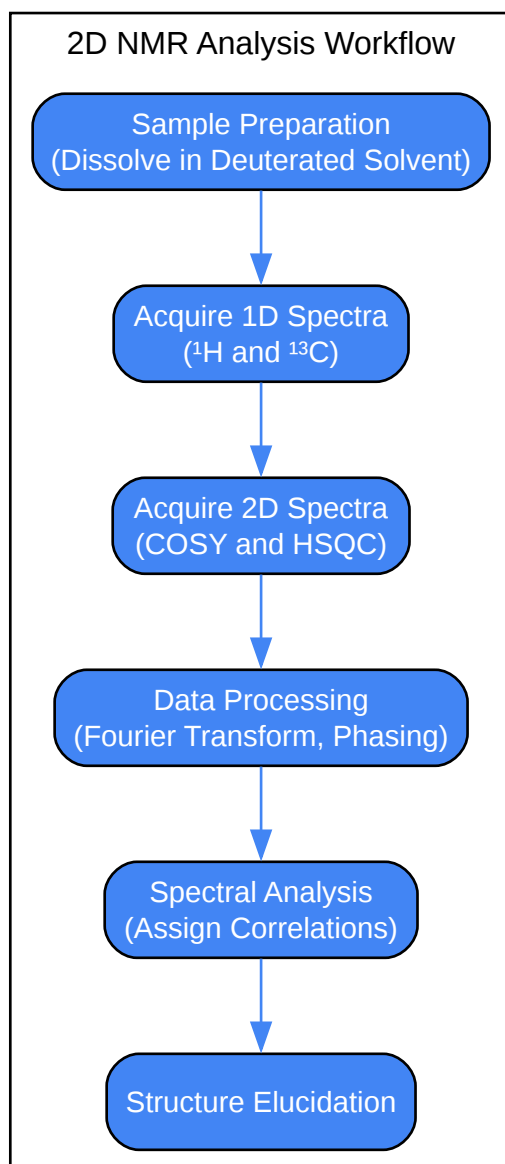 2D NMR Analysis Workflow
Sample Preparation
(Dissolve in Deuterated Solvent)
Acquire 1D Spectra
(¹H and ¹³C)
Acquire 2D Spectra
(COSY and HSQC)
Data Processing
(Fourier Transform, Phasing)
Spectral Analysis
(Assign Correlations)
Structure Elucidation